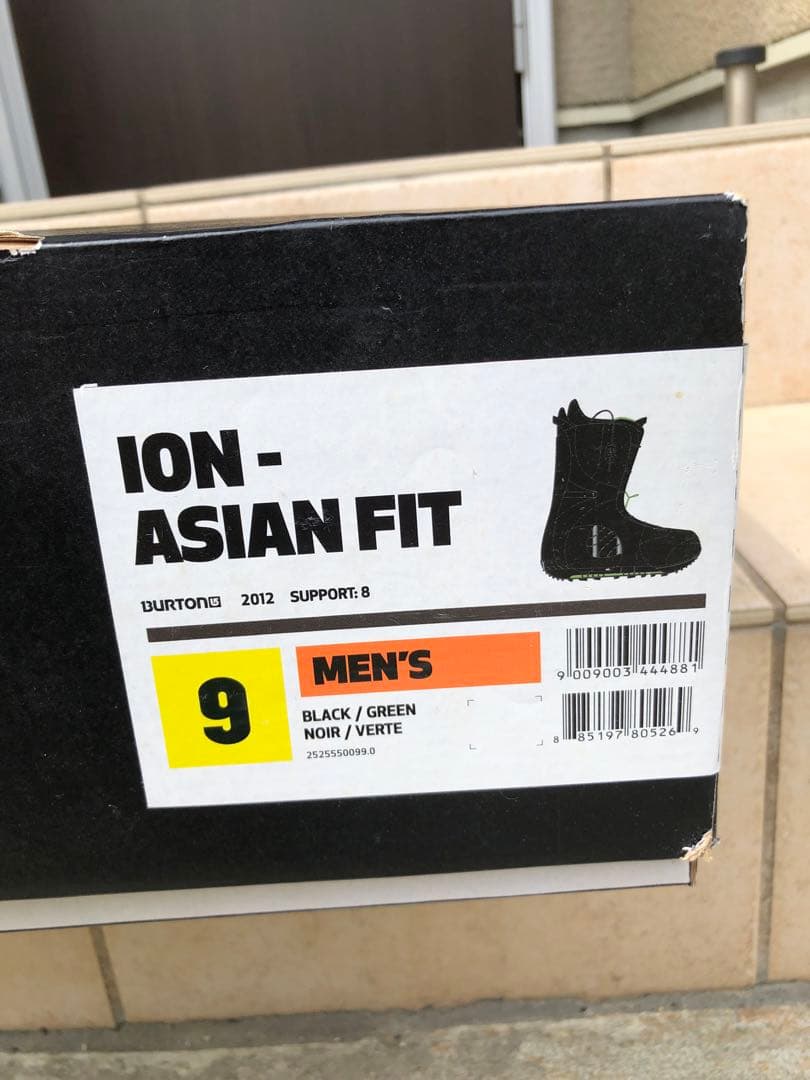 ION -
ASIAN FIT
BURTON 2012 SUPPORT: 8
9
MEN'S
BLACK / GREEN
NOIR / VERTE
2525550099.0
9 009003 444881
8 85197 80526 9